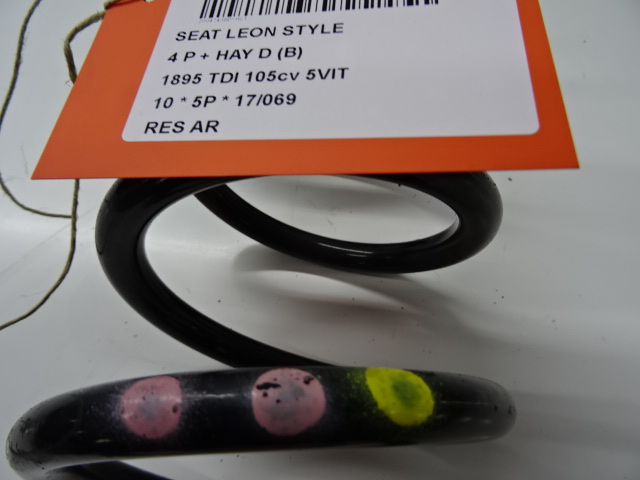 SEAT LEON STYLE
4 P + HAY D (B)
1895 TDI 105cv 5VIT
10 * 5P * 17/069
RES AR